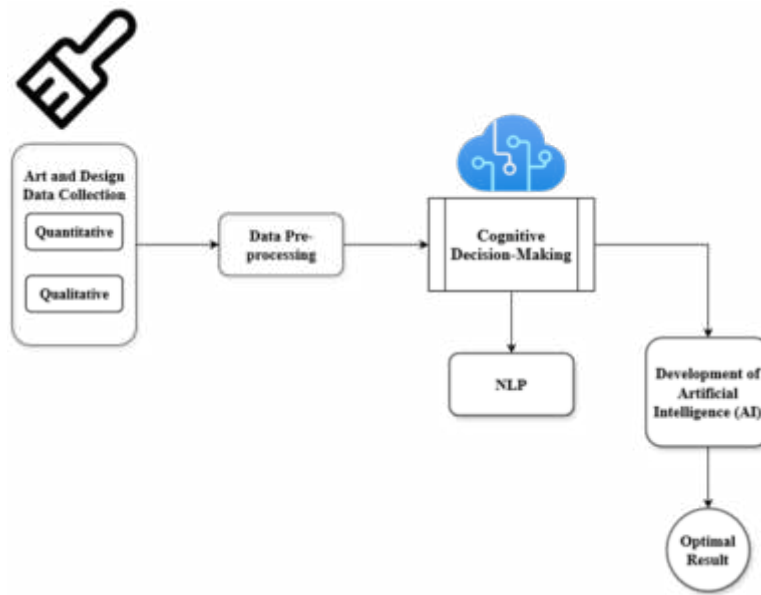 Art and Design
Data Collection
Quantitative
Qualitative
Data Pre-
processing
Cognitive
Decision-Making
NLP
Development of
Artificial
Intelligence (AI)
Optimal
Result